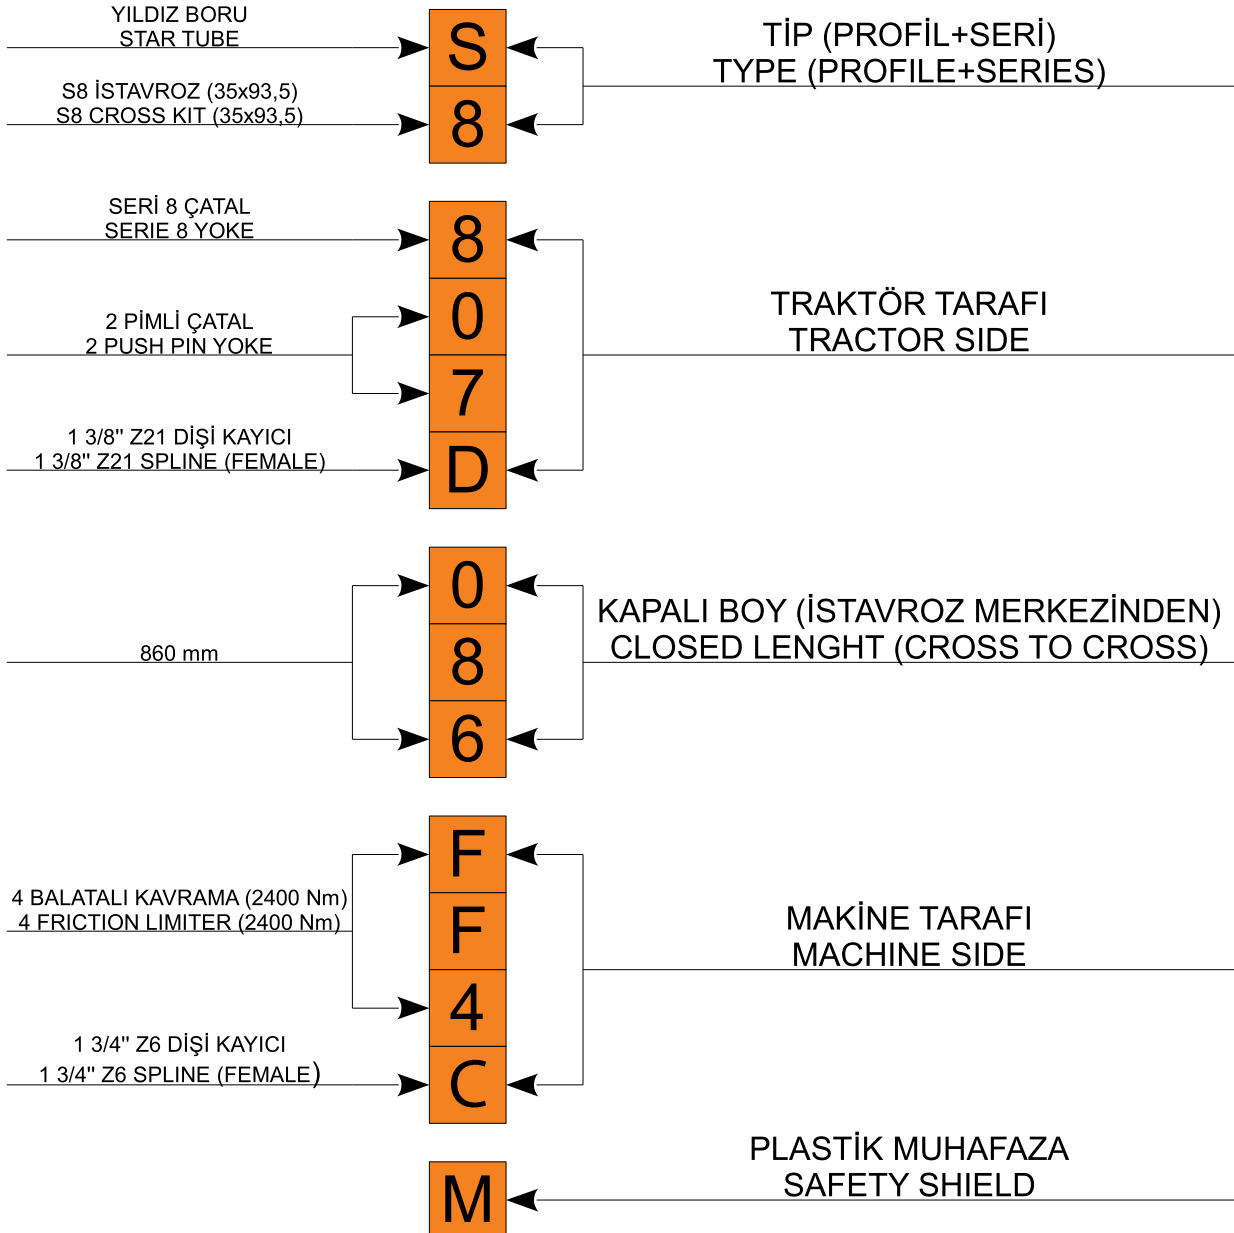 YILDIZ BORU
STAR TUBE
S
TİP (PROFİL+SERİ)
TYPE (PROFILE+SERIES)
S8 İSTAVROZ (35x93,5)
S8 CROSS KIT (35x93,5)
8
SERİ 8 ÇATAL
SERIE 8 YOKE
8
2 PİMLİ ÇATAL
2 PUSH PIN YOKE
0
7
TRAKTÖR TARAFI
TRACTOR SIDE
1 3/8" Z21 DİŞİ KAYICI
1 3/8" Z21 SPLINE (FEMALE)
D
860 mm
0
8
6
KAPALI BOY (İSTAVROZ MERKEZİNDEN)
CLOSED LENGHT (CROSS TO CROSS)
4 BALATALI KAVRAMA (2400 Nm)
4 FRICTION LIMITER (2400 Nm)
F
F
4
MAKİNE TARAFI
MACHINE SIDE
1 3/4" Z6 DİŞİ KAYICI
1 3/4" Z6 SPLINE (FEMALE)
C
M
PLASTİK MUHAFAZA
SAFETY SHIELD